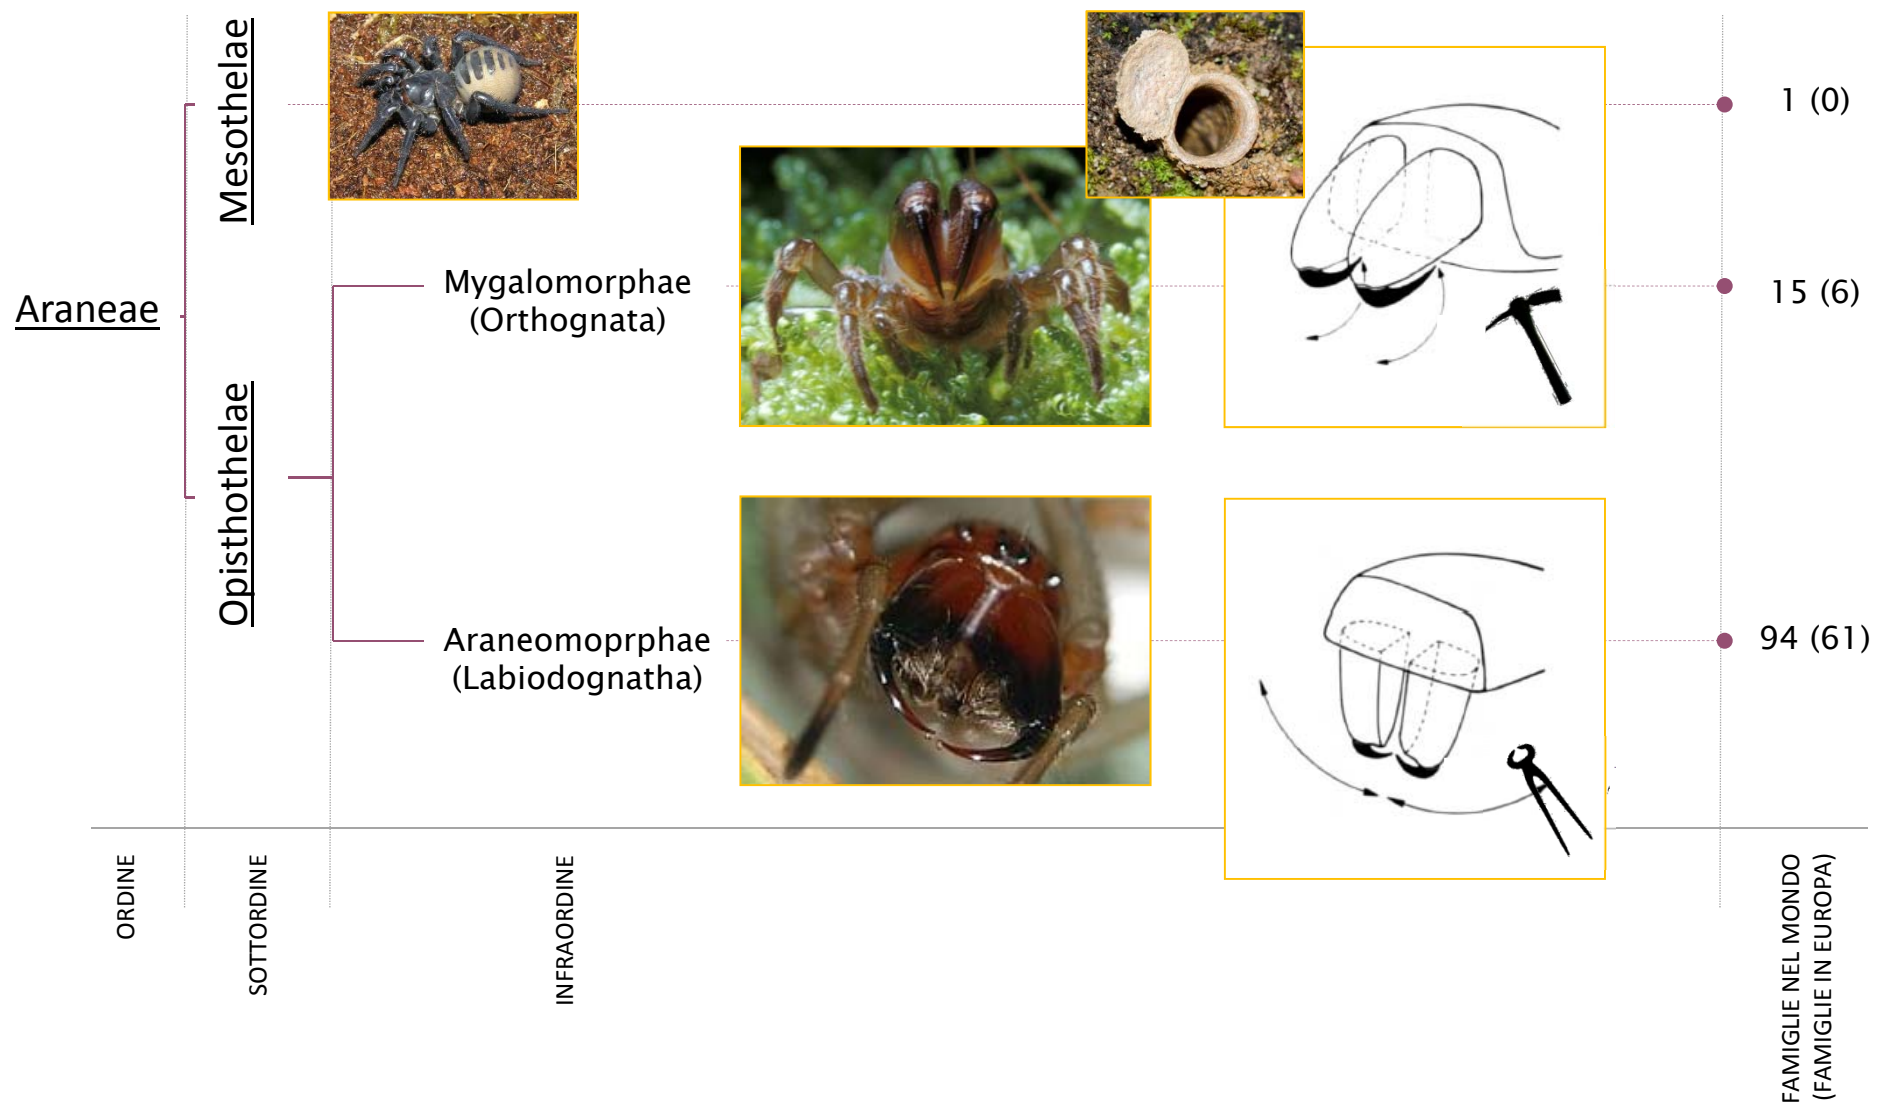 Mesothelae
1 (0)
Araneae
Mygalomorphae
(Orthognata)
15 (6)
Opisthothelae
Araneomoprphae
(Labiodognatha)
94 (61)
ORDINE
SOTTORDINE
INFRAORDINE
FAMIGLIE NEL MONDO
(FAMIGLIE IN EUROPA)